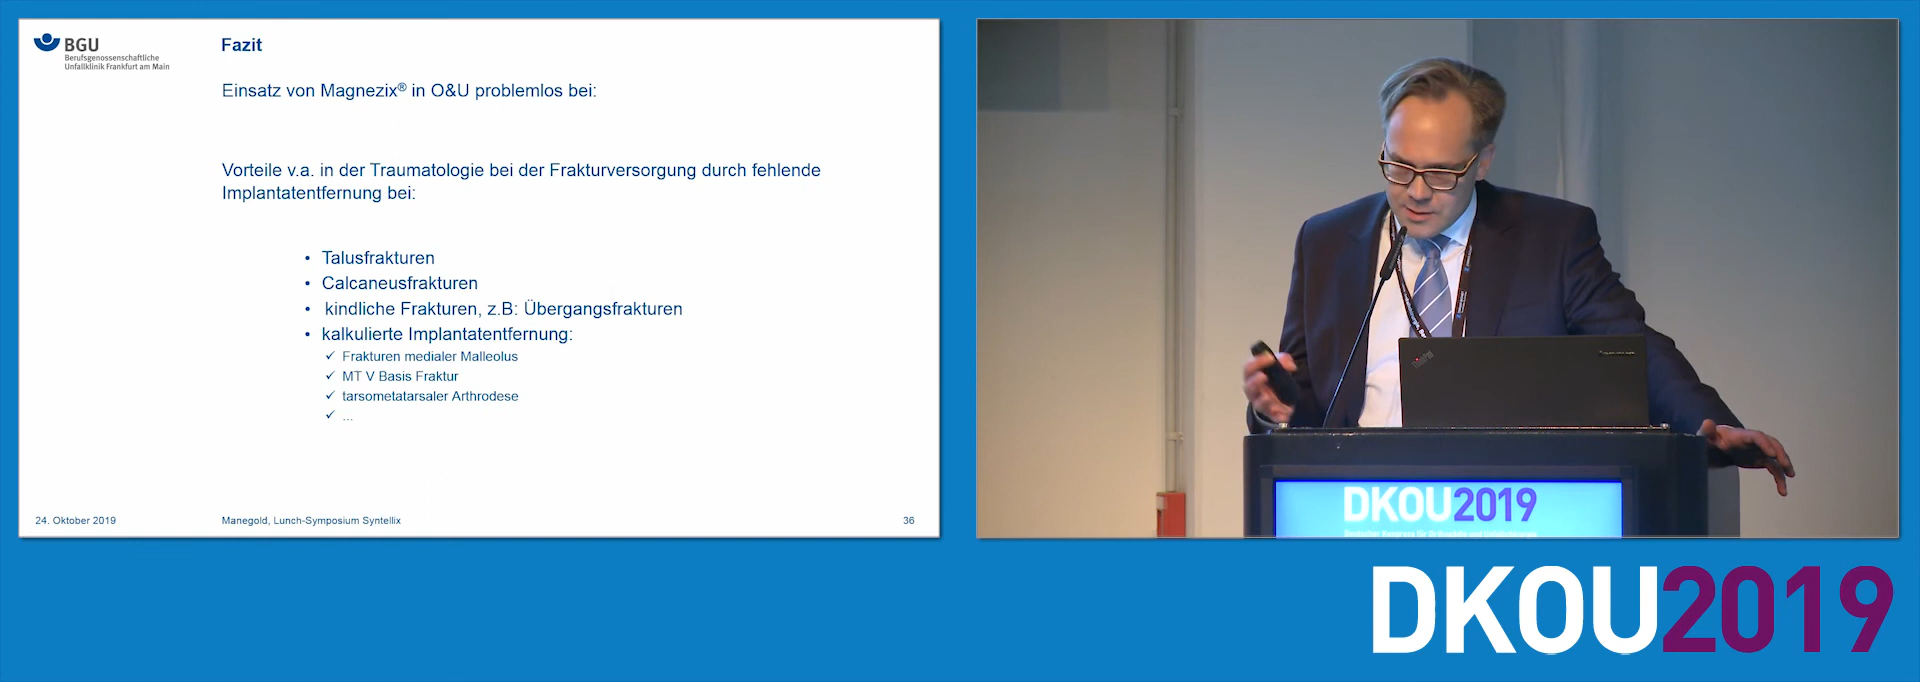 BGU
Berufsgenossenschaftliche
Unfallklinik Frankfurt am Main
Fazit
Einsatz von Magnezix® in O&U problemlos bei:
Vorteile v.a. in der Traumatologie bei der Frakturversorgung durch fehlende
Implantatentfernung bei:
• Talusfrakturen
• Calcaneusfrakturen
• kindliche Frakturen, z.B: Übergangsfrakturen
• kalkulierte Implantatentfernung:
✓ Frakturen medialer Malleolus
✓ MT V Basis Fraktur
✓ tarsometatarsaler Arthrodese
✓ ...
24. Oktober 2019
Manegold, Lunch-Symposium Syntellix
36
DKOU2019
DKOU2019